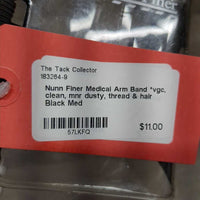 The Tack Collector
183264-9
Nunn Finer Medical Arm Band *vgc,
clean, mnr dusty, thread & hair
Black Med
57LKFQ
$11.00